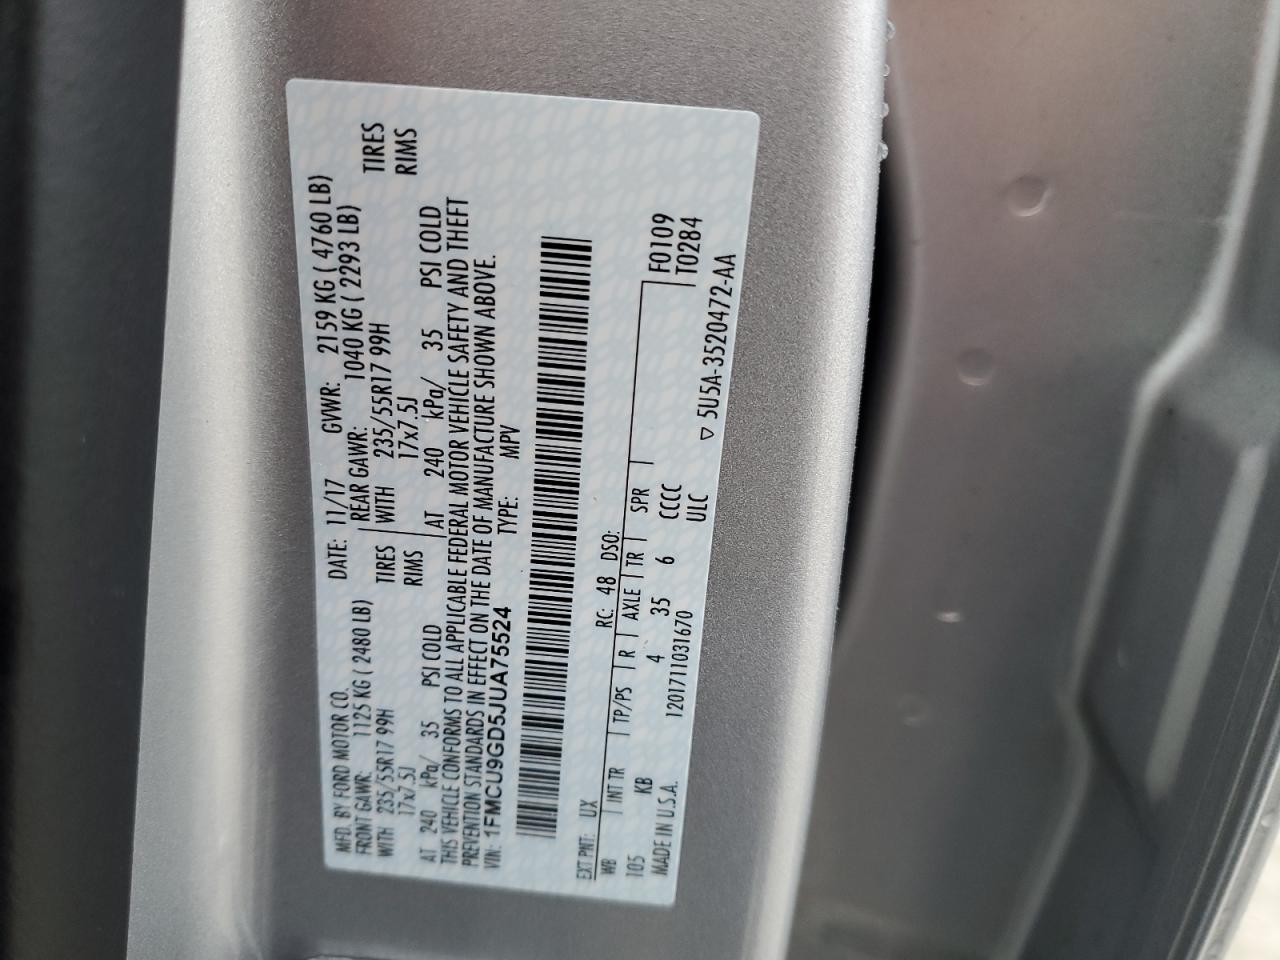 MFD. BY FORD MOTOR CO. DATE: 11/17 GVWR: 2159 KG ( 4760 LB)
FRONT GAWR: 1125 KG ( 2480 LB) REAR GAWR: 1040 KG ( 2293 LB)
WITH 235/55R17 99H TIRES WITH 235/55R17 99H TIRES
17x7.5J RIMS 17x7.5J RIMS
AT 240 kPa/ 35 PSI COLD AT 240 kPa/ 35 PSI COLD
THIS VEHICLE CONFORMS TO ALL APPLICABLE FEDERAL MOTOR VEHICLE SAFETY AND THEFT
PREVENTION STANDARDS IN EFFECT ON THE DATE OF MANUFACTURE SHOWN ABOVE.
VIN: 1FMCU9GD5JUA75524 TYPE: MPV
EXT PNT: UX RC: 48 DSO:
WB INT TR TP/PS R AXLE TR SPR F0109
105 KB 4 35 6 CCCC T0284
MADE IN U.S.A. 1201711031670 ULC
▽ 5U5A-3520472-AA